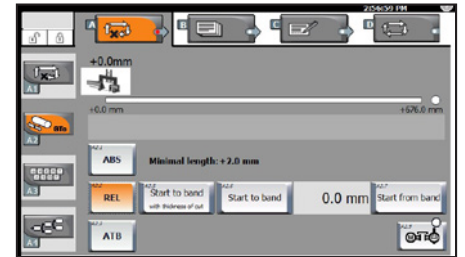 2:56:59 PM
A B C D
+0.0mm
A1
+0.0 mm +676.0 mm
A2
ABS Minimal length: +2.0 mm
A3
REL Start to band with thickness of cut Start to band 0.0 mm Start from band
A4
ATB